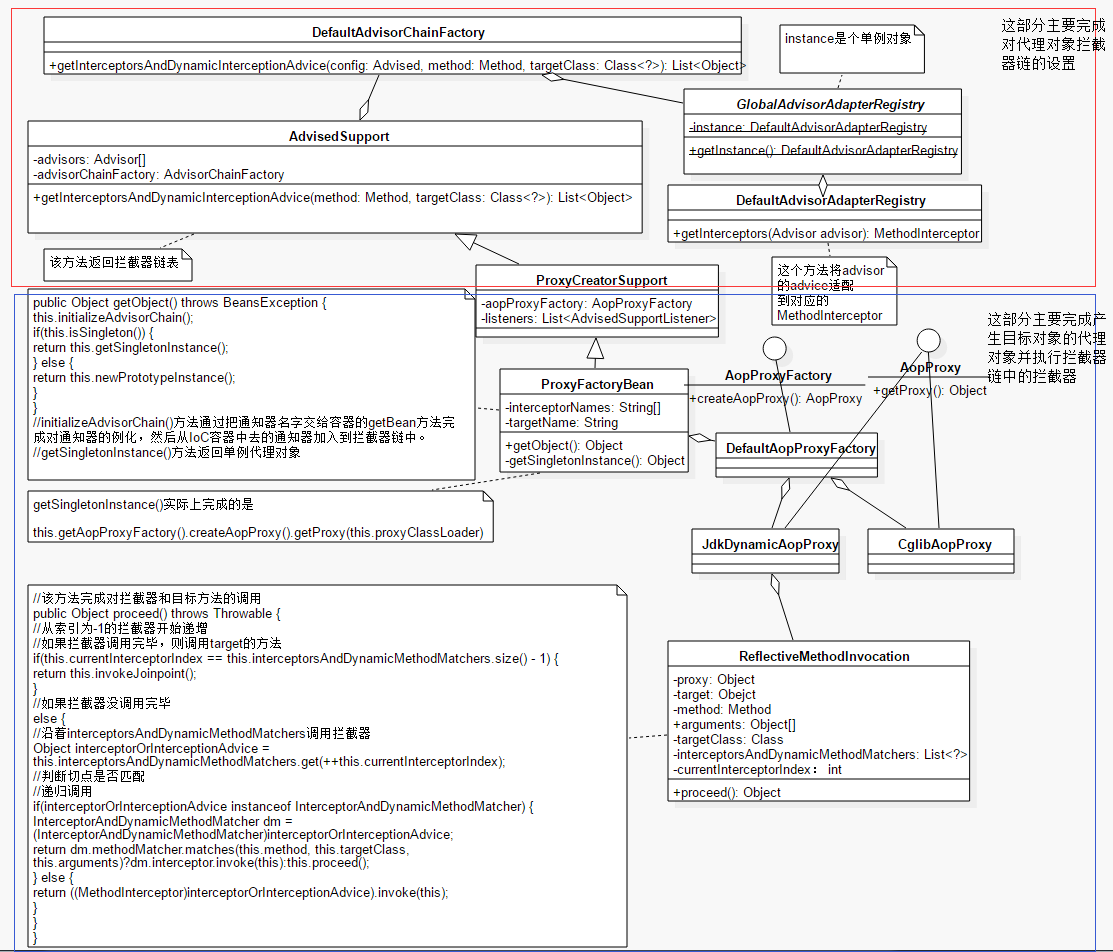 DefaultAdvisorChainFactory
+getInterceptorsAndDynamicInterceptionAdvice(config: Advised, method: Method, targetClass: Class<?>): List<Object>
instance是个单例对象
这部分主要完成
对代理对象拦截
器链的设置
GlobalAdvisorAdapterRegistry
-instance: DefaultAdvisorAdapterRegistry
+getInstance(): DefaultAdvisorAdapterRegistry
AdvisedSupport
-advisors: Advisor[]
-advisorChainFactory: AdvisorChainFactory
+getInterceptorsAndDynamicInterceptionAdvice(method: Method, targetClass: Class<?>): List<Object>
DefaultAdvisorAdapterRegistry
+getInterceptors(Advisor advisor): MethodInterceptor
该方法返回拦截器链表
这个方法将advisor
的advice适配
到对应的
MethodInterceptor
ProxyCreatorSupport
-aopProxyFactory: AopProxyFactory
-listeners: List<AdvisedSupportListener>
public Object getObject() throws BeansException {
this.initializeAdvisorChain();
if(this.isSingleton()) {
return this.getSingletonInstance();
} else {
return this.newPrototypeInstance();
}
}
//initializeAdvisorChain()方法通过把通知器名字交给容器的getBean方法完
成对通知器的例化，然后从IoC容器中去的通知器加入到拦截器链中。
//getSingletonInstance()方法返回单例代理对象
这部分主要完成产
生目标对象的代理
对象并执行拦截器
链中的拦截器
ProxyFactoryBean
-interceptorNames: String[]
-targetName: String
+getObject(): Object
-getSingletonInstance(): Object
AopProxyFactory
+createAopProxy(): AopProxy
AopProxy
+getProxy(): Object
DefaultAopProxyFactory
getSingletonInstance()实际上完成的是
this.getAopProxyFactory().createAopProxy().getProxy(this.proxyClassLoader)
JdkDynamicAopProxy
CglibAopProxy
//该方法完成对拦截器和目标方法的调用
public Object proceed() throws Throwable {
//从索引为-1的拦截器开始递增
//如果拦截器调用完毕，则调用target的方法
if(this.currentInterceptorIndex == this.interceptorsAndDynamicMethodMatchers.size() - 1) {
return this.invokeJoinpoint();
}
//如果拦截器没调用完毕
else {
//沿着interceptorsAndDynamicMethodMatchers调用拦截器
Object interceptorOrInterceptionAdvice =
this.interceptorsAndDynamicMethodMatchers.get(++this.currentInterceptorIndex);
//判断切点是否匹配
//递归调用
if(interceptorOrInterceptionAdvice instanceof InterceptorAndDynamicMethodMatcher) {
InterceptorAndDynamicMethodMatcher dm =
(InterceptorAndDynamicMethodMatcher)interceptorOrInterceptionAdvice;
return dm.methodMatcher.matches(this.method, this.targetClass,
this.arguments)?dm.interceptor.invoke(this):this.proceed();
} else {
return ((MethodInterceptor)interceptorOrInterceptionAdvice).invoke(this);
}
}
}
ReflectiveMethodInvocation
-proxy: Object
-target: Obejct
-method: Method
+arguments: Object[]
-targetClass: Class
-interceptorsAndDynamicMethodMatchers: List<?>
-currentInterceptorIndex： int
+proceed(): Object